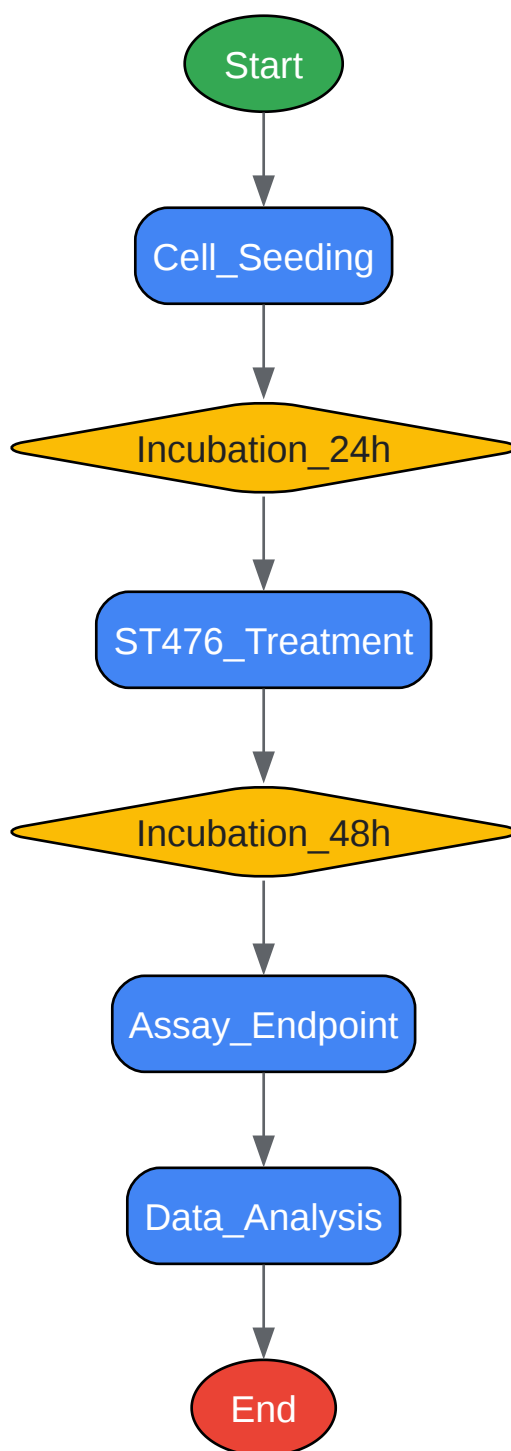 Start
Cell_Seeding
Incubation_24h
ST476_Treatment
Incubation_48h
Assay_Endpoint
Data_Analysis
End